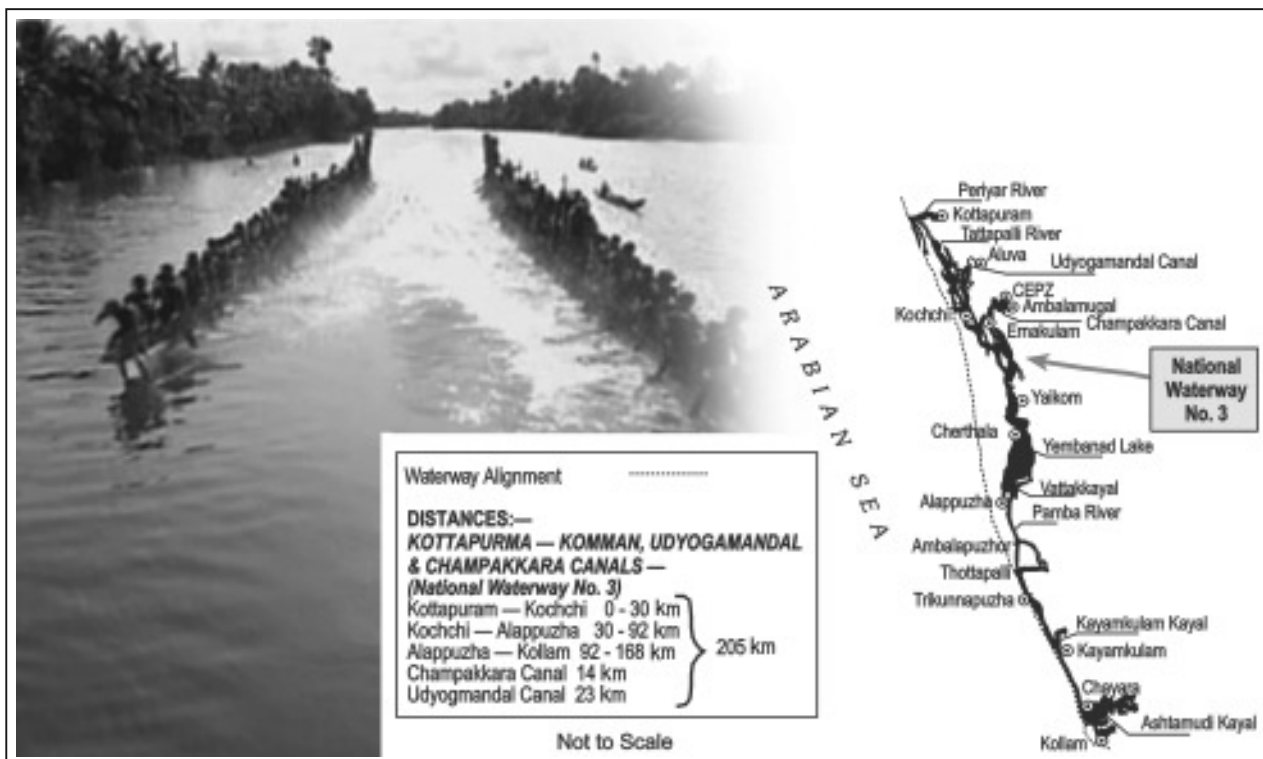 Periyar River
Kottapuram
Tattapalli River
Aluva
Udyogamandal Canal
CEPZ
Ambalamugal
Kochchi
Champakkara Canal
Ernakulam
National
Waterway
No. 3
ARABIAN SEA
Yaikom
Cherthala
Yembanad Lake
Vattakkayal
Alappuzha
Pamba River
Ambalapuzhor
Thottapalli
Trikunnapuzha
Kayamkulam Kayal
Kayamkulam
Chavara
Ashtamudi Kayal
Kollam
Waterway Alignment
DISTANCES:—
KOTTAPURMA — KOMMAN, UDYOGAMANDAL
& CHAMPAKKARA CANALS —
(National Waterway No. 3)
Kottapuram — Kochchi 0 - 30 km
Kochchi — Alappuzha 30 - 92 km
Alappuzha — Kollam 92 - 168 km
Champakkara Canal 14 km
Udyogmandal Canal 23 km
205 km
Not to Scale